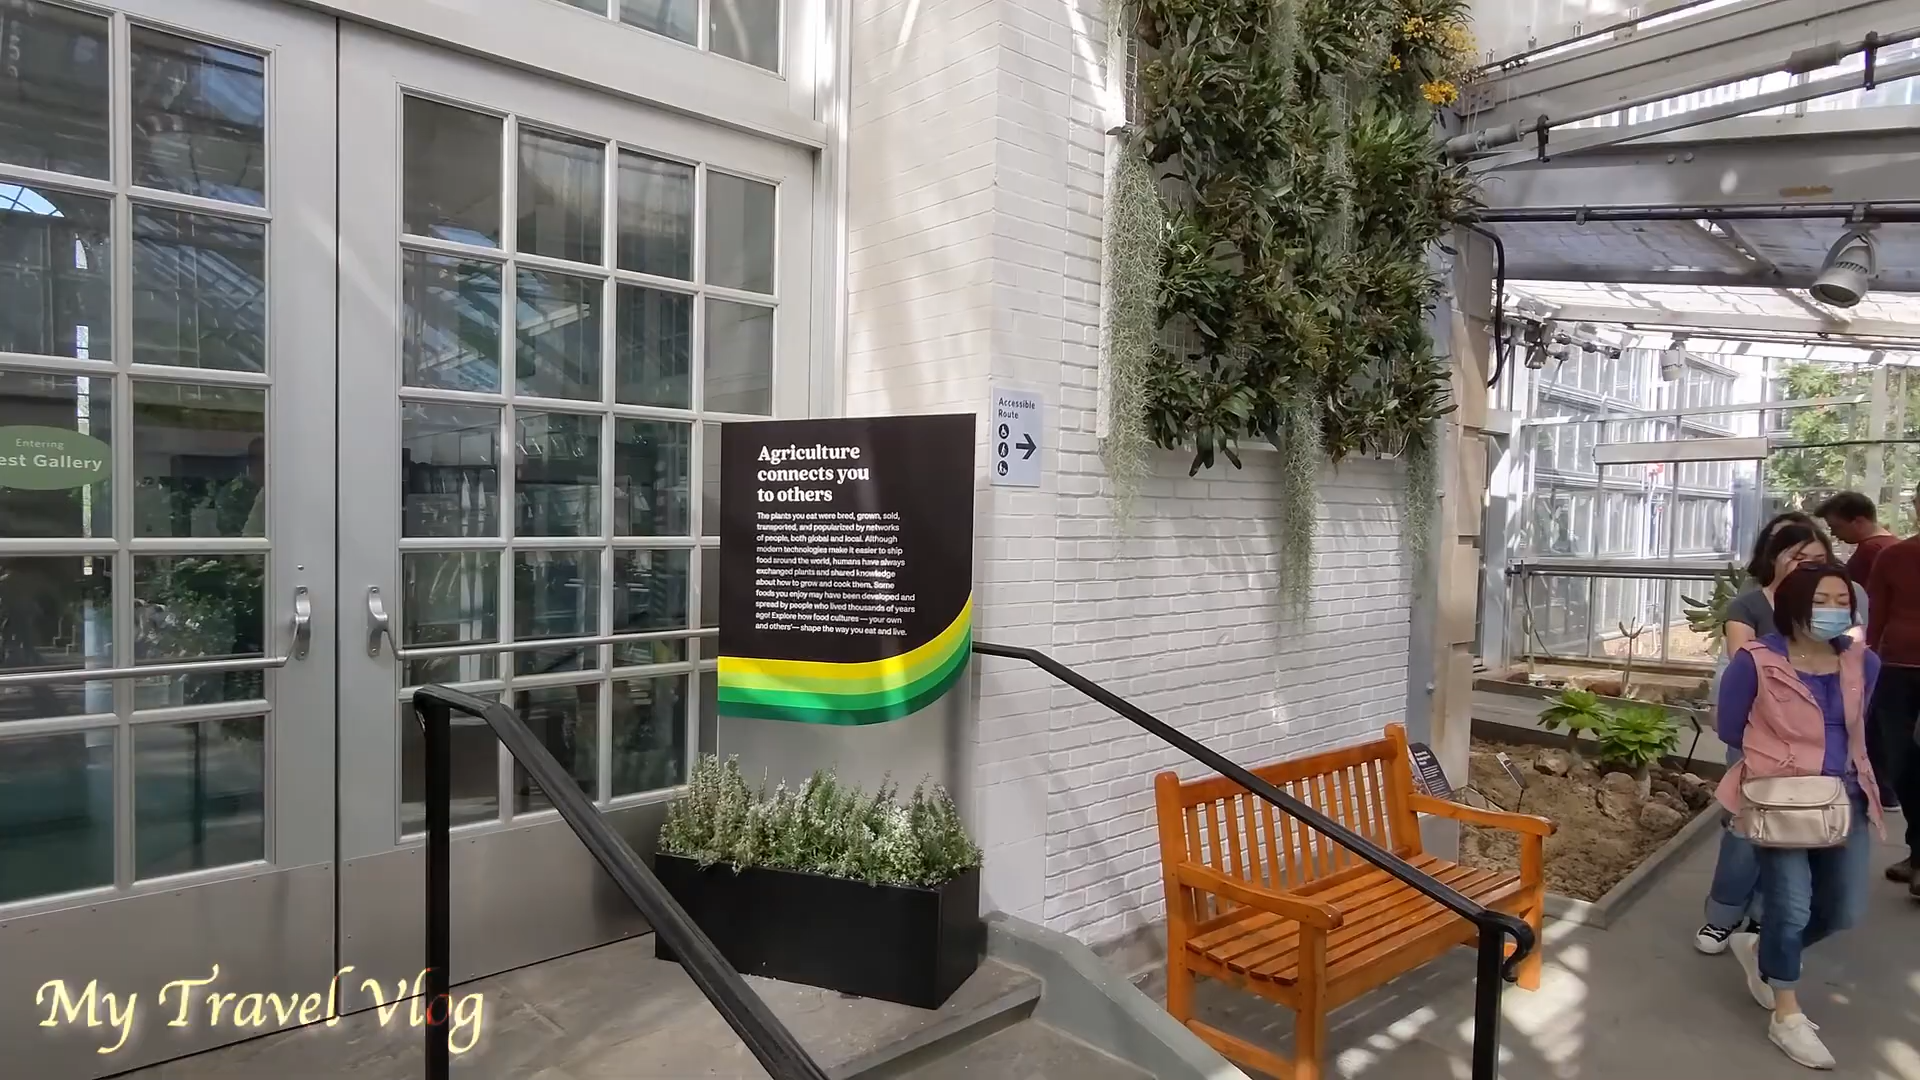 Entering
est Gallery
Agriculture
connects you
to others
The plants you eat were bred, grown, sold,
transported, and popularized by networks
of people, both global and local. Although
modern technologies make it easier to ship
food around the world, humans have always
exchanged plants and shared knowledge
about how to grow and cook them. Some
foods you enjoy may have been developed and
spread by people who lived thousands of years
ago! Explore how food cultures — your own
and others' — shape the way you eat and live.
Accessible
Route
My Travel Vlog